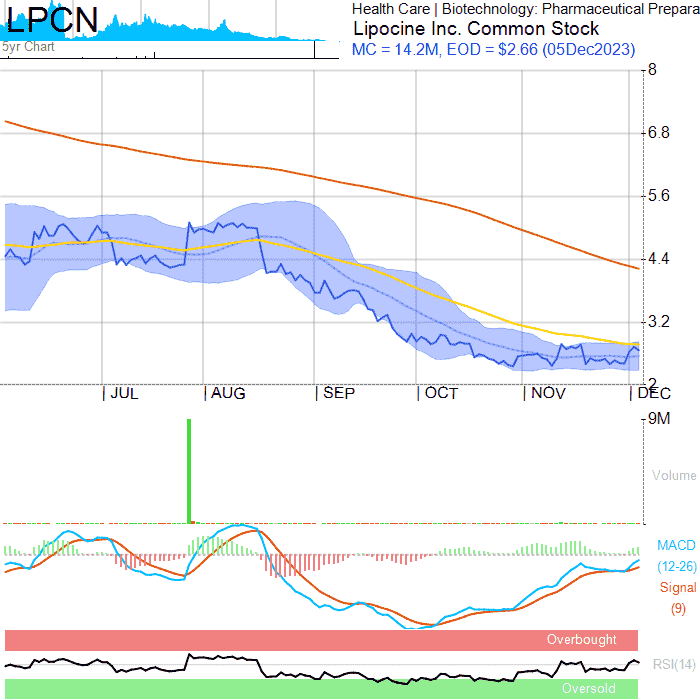 LPCN
5yr Chart
Health Care | Biotechnology: Pharmaceutical Prepara
Lipocine Inc. Common Stock
MC = 14.2M, EOD = $2.66 (05Dec2023)
8
6.8
5.6
4.4
3.2
2
JUL
AUG
SEP
OCT
NOV
DEC
9M
Volume
MACD
(12-26)
Signal
(9)
Overbought
RSI(14)
Oversold